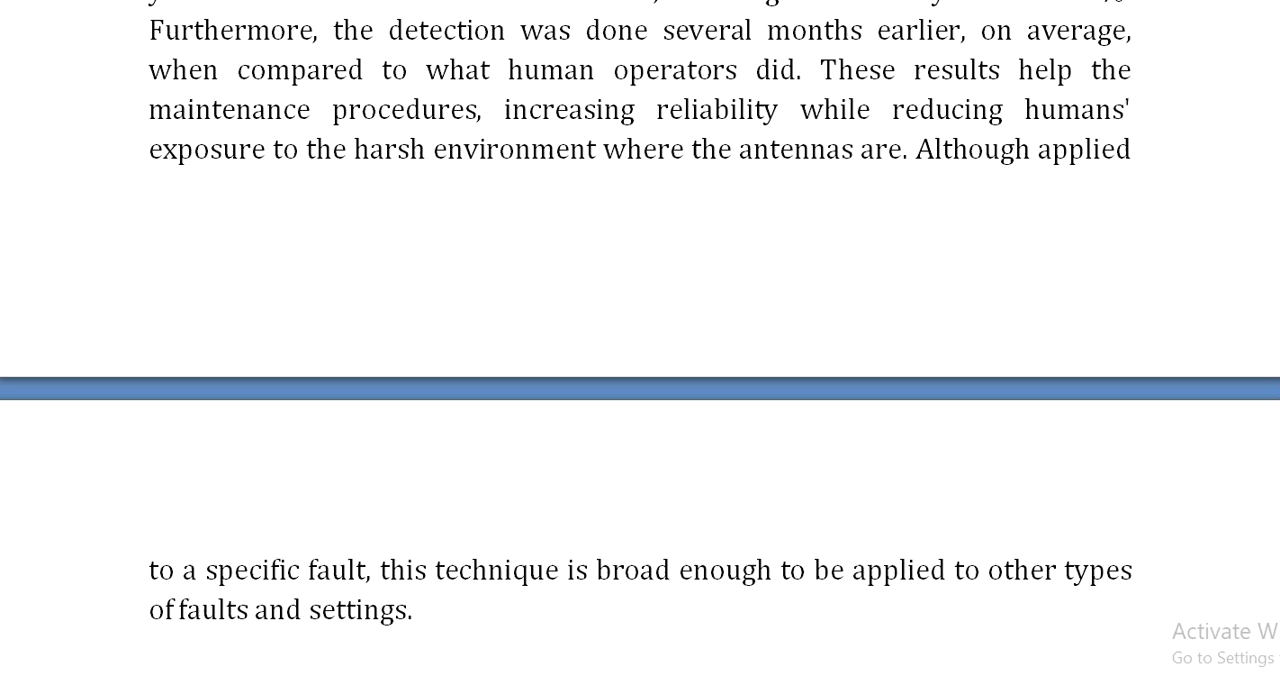 Furthermore, the detection was done several months earlier, on average,
when compared to what human operators did. These results help the
maintenance procedures, increasing reliability while reducing humans'
exposure to the harsh environment where the antennas are. Although applied
to a specific fault, this technique is broad enough to be applied to other types
of faults and settings.
Activate W
Go to Settings